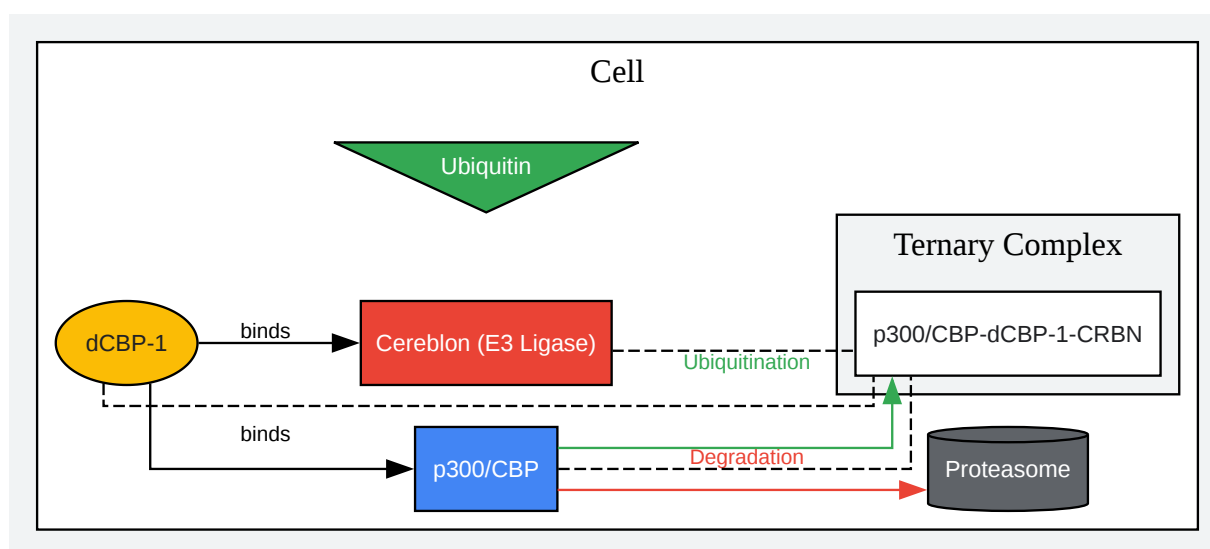 Cell
Ubiquitin
Ternary Complex
dCBP-1
binds
Cereblon (E3 Ligase)
p300/CBP-dCBP-1-CRBN
Ubiquitination
binds
p300/CBP
Degradation
Proteasome